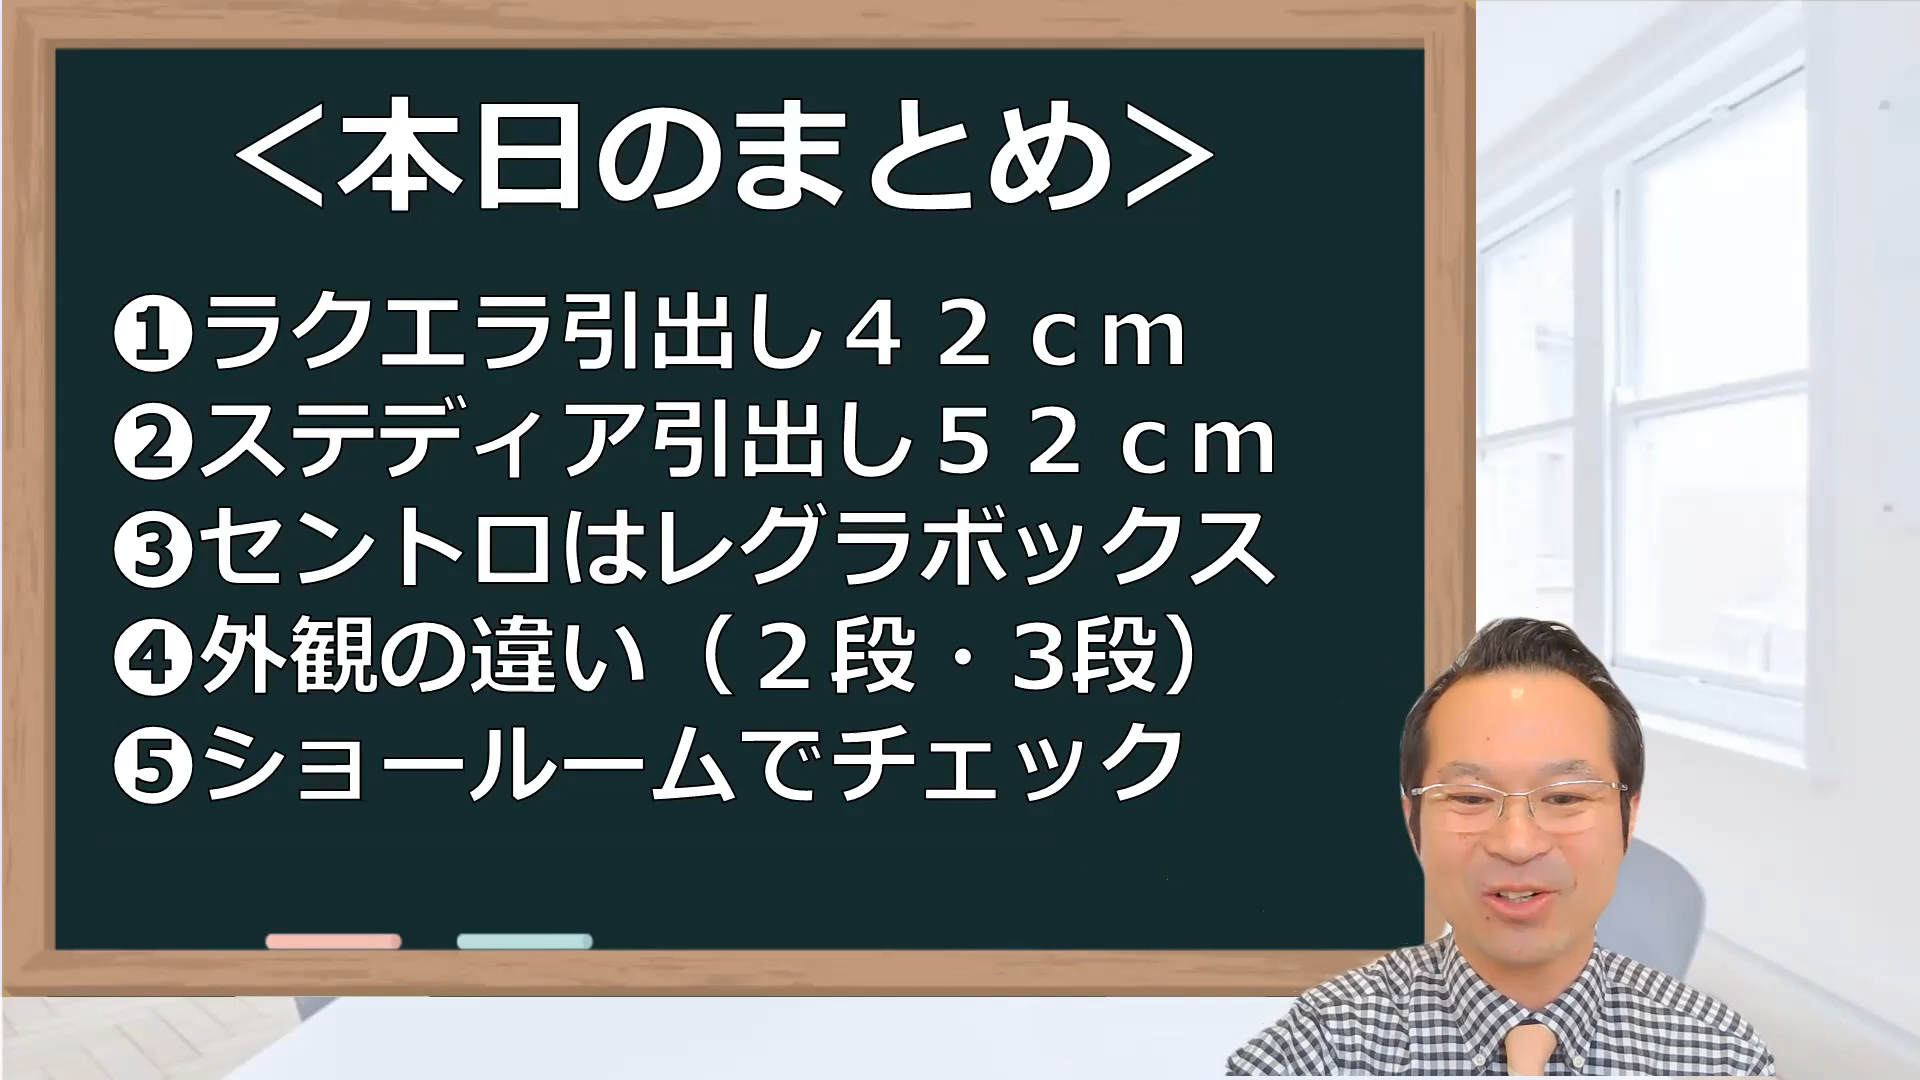 ＜本日のまとめ＞
❶ラクエラ引出し４２ｃｍ
❷ステディア引出し５２ｃｍ
❸セントロはレグラボックス
❹外観の違い（２段・3段）
❺ショールームでチェック